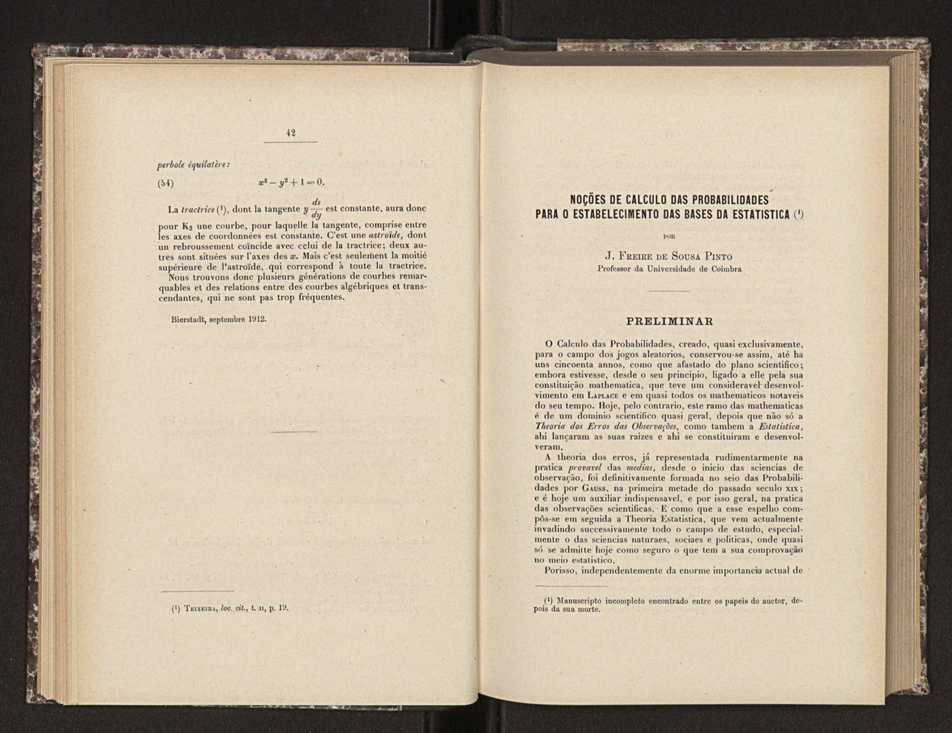 42
perbole équilatère:
(54) x² — y² + 1 = 0.
La tractrice (¹), dont la tangente y ds/dy est constante, aura donc
pour K₂ une courbe, pour laquelle la tangente, comprise entre
les axes de coordonnées est constante. C'est une astroïde, dont
un rebroussement coïncide avec celui de la tractrice; deux au-
tres sont situées sur l'axes des x. Mais c'est seulement la moitié
supérieure de l'astroïde, qui correspond à toute la tractrice.
Nous trouvons donc plusieurs générations de courbes remar-
quables et des relations entre des courbes algébriques et trans-
cendantes, qui ne sont pas trop fréquentes.
Bierstadt, septembre 1912.
(¹) Teixeira, loc. cit., t. II, p. 19.
NOÇÕES DE CALCULO DAS PROBABILIDADES
PARA O ESTABELECIMENTO DAS BASES DA ESTATISTICA (¹)
POR
J. Freire de Sousa Pinto
Professor da Universidade de Coimbra
PRELIMINAR
O Calculo das Probabilidades, creado, quasi exclusivamente,
para o campo dos jogos aleatorios, conservou-se assim, até ha
uns cincoenta annos, como que afastado do plano scientifico;
embora estivesse, desde o seu principio, ligado a elle pela sua
constituição mathematica, que teve um consideravel desenvol-
vimento em Laplace e em quasi todos os mathematicos notaveis
do seu tempo. Hoje, pelo contrario, este ramo das mathematicas
é de um dominio scientifico quasi geral, depois que não só a
Theoria dos Erros das Observações, como tambem a Estatistica,
ahi lançaram as suas raizes e ahi se constituiram e desenvol-
veram.
A theoria dos erros, já representada rudimentarmente na
pratica provavel das medias, desde o inicio das sciencias de
observação, foi definitivamente formada no seio das Probabili-
dades por Gauss, na primeira metade do passado seculo XIX;
e é hoje um auxiliar indispensavel, e por isso geral, na pratica
das observações scientificas. E como que a esse espelho com-
pôs-se em seguida a Theoria Estatistica, que vem actualmente
invadindo successivamente todo o campo de estudo, especial-
mente o das sciencias naturaes, sociaes e politicas, onde quasi
só se admitte hoje como seguro o que tem a sua comprovação
no meio estatistico.
Porisso, independentemente da enorme importancia actual de
(¹) Manuscripto incompleto encontrado entre os papeis do auctor, de-
pois da sua morte.